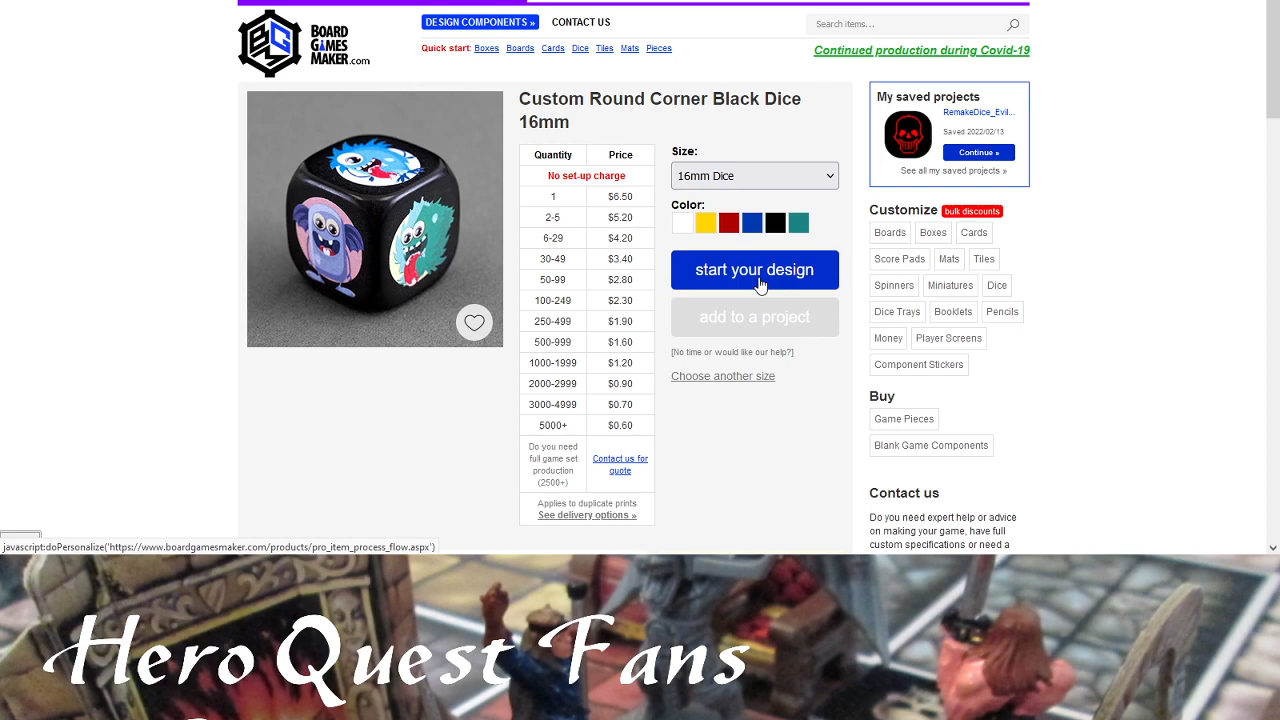 BOARD
GAMES
MAKER.com
DESIGN COMPONENTS »
CONTACT US
Search items...
Quick start: Boxes Boards Cards Dice Tiles Mats Pieces
Continued production during Covid-19
Custom Round Corner Black Dice
16mm
Quantity Price
No set-up charge
1 $6.50
2-5 $5.20
6-29 $4.20
30-49 $3.40
50-99 $2.80
100-249 $2.30
250-499 $1.90
500-999 $1.60
1000-1999 $1.20
2000-2999 $0.90
3000-4999 $0.70
5000+ $0.60
Do you need
full game set
production
(2500+)
Contact us for
quote
Applies to duplicate prints
See delivery options »
Size:
16mm Dice
Color:
start your design
add to a project
[No time or would like our help?]
Choose another size
My saved projects
RemakeDice_Evil...
Saved 2022/02/13
Continue »
See all my saved projects »
Customize bulk discounts
Boards Boxes Cards
Score Pads Mats Tiles
Spinners Miniatures Dice
Dice Trays Booklets Pencils
Money Player Screens
Component Stickers
Buy
Game Pieces
Blank Game Components
Contact us
Do you need expert help or advice
on making your game, have full
custom specifications or need a
javascript:doPersonalize('https://www.boardgamesmaker.com/products/pro_item_process_flow.aspx')
Hero Quest Fans